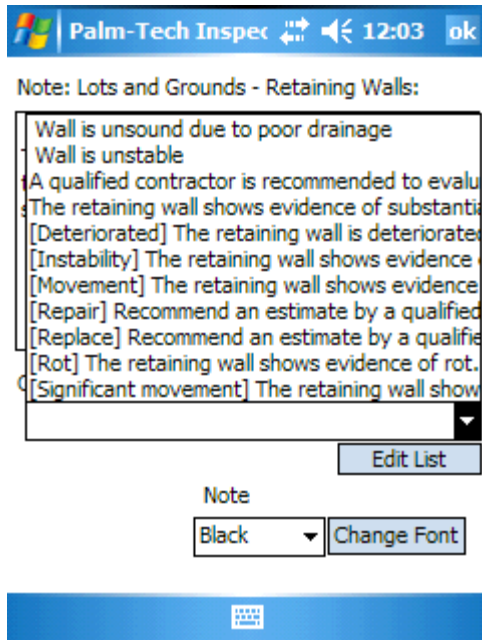 Palm-Tech Inspec 12:03 ok
Note: Lots and Grounds - Retaining Walls:
Wall is unsound due to poor drainage
Wall is unstable
A qualified contractor is recommended to evalu
The retaining wall shows evidence of substantia
[Deteriorated] The retaining wall is deteriorated
[Instability] The retaining wall shows evidence
[Movement] The retaining wall shows evidence
[Repair] Recommend an estimate by a qualified
[Replace] Recommend an estimate by a qualifie
[Rot] The retaining wall shows evidence of rot.
[Significant movement] The retaining wall show
Edit List
Note
Black Change Font